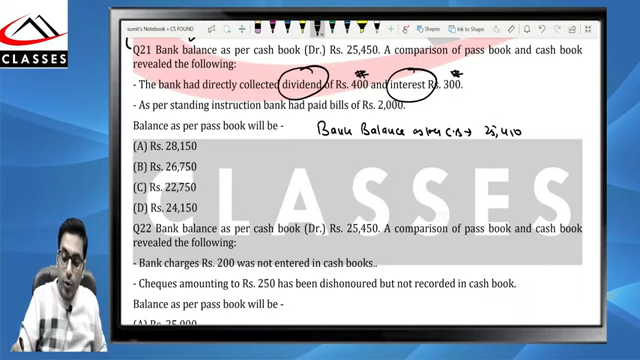 sumit's Notebook » CS FOUND
Shapes
Ink to Shape
CLASSES
Q21 Bank balance as per cash book (Dr.) Rs. 25,450. A comparison of pass book and cash book
revealed the following:
- The bank had directly collected dividend of Rs. 400 and interest Rs. 300.
- As per standing instruction bank had paid bills of Rs. 2,000.
Balance as per pass book will be -
Bank Balance as per C.B → 25,410
(A) Rs. 28,150
(B) Rs. 26,750
(C) Rs. 22,750
(D) Rs. 24,150
CLASSES
Q22 Bank balance as per cash book (Dr.) Rs. 25,450. A comparison of pass book and cash book
revealed the following:
- Bank charges Rs. 200 was not entered in cash books..
- Cheques amounting to Rs. 250 has been dishonoured but not recorded in cash book.
Balance as per pass book will be -
(A) Rs. 25,000